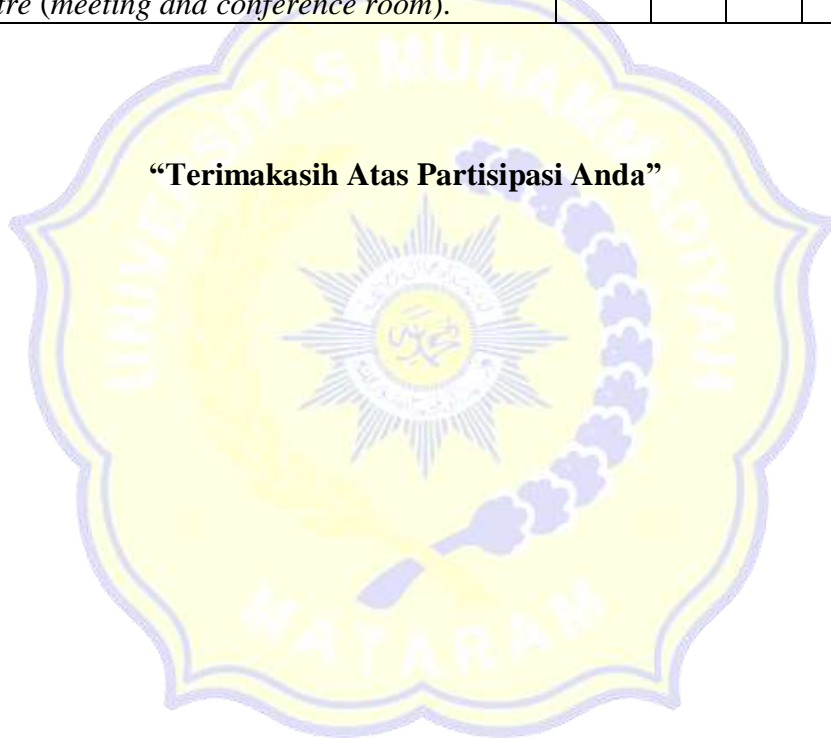 tre (meeting and conference room).
“Terimakasih Atas Partisipasi Anda”
UNIVERSITAS MUHAMMADIYAH
MATARAM